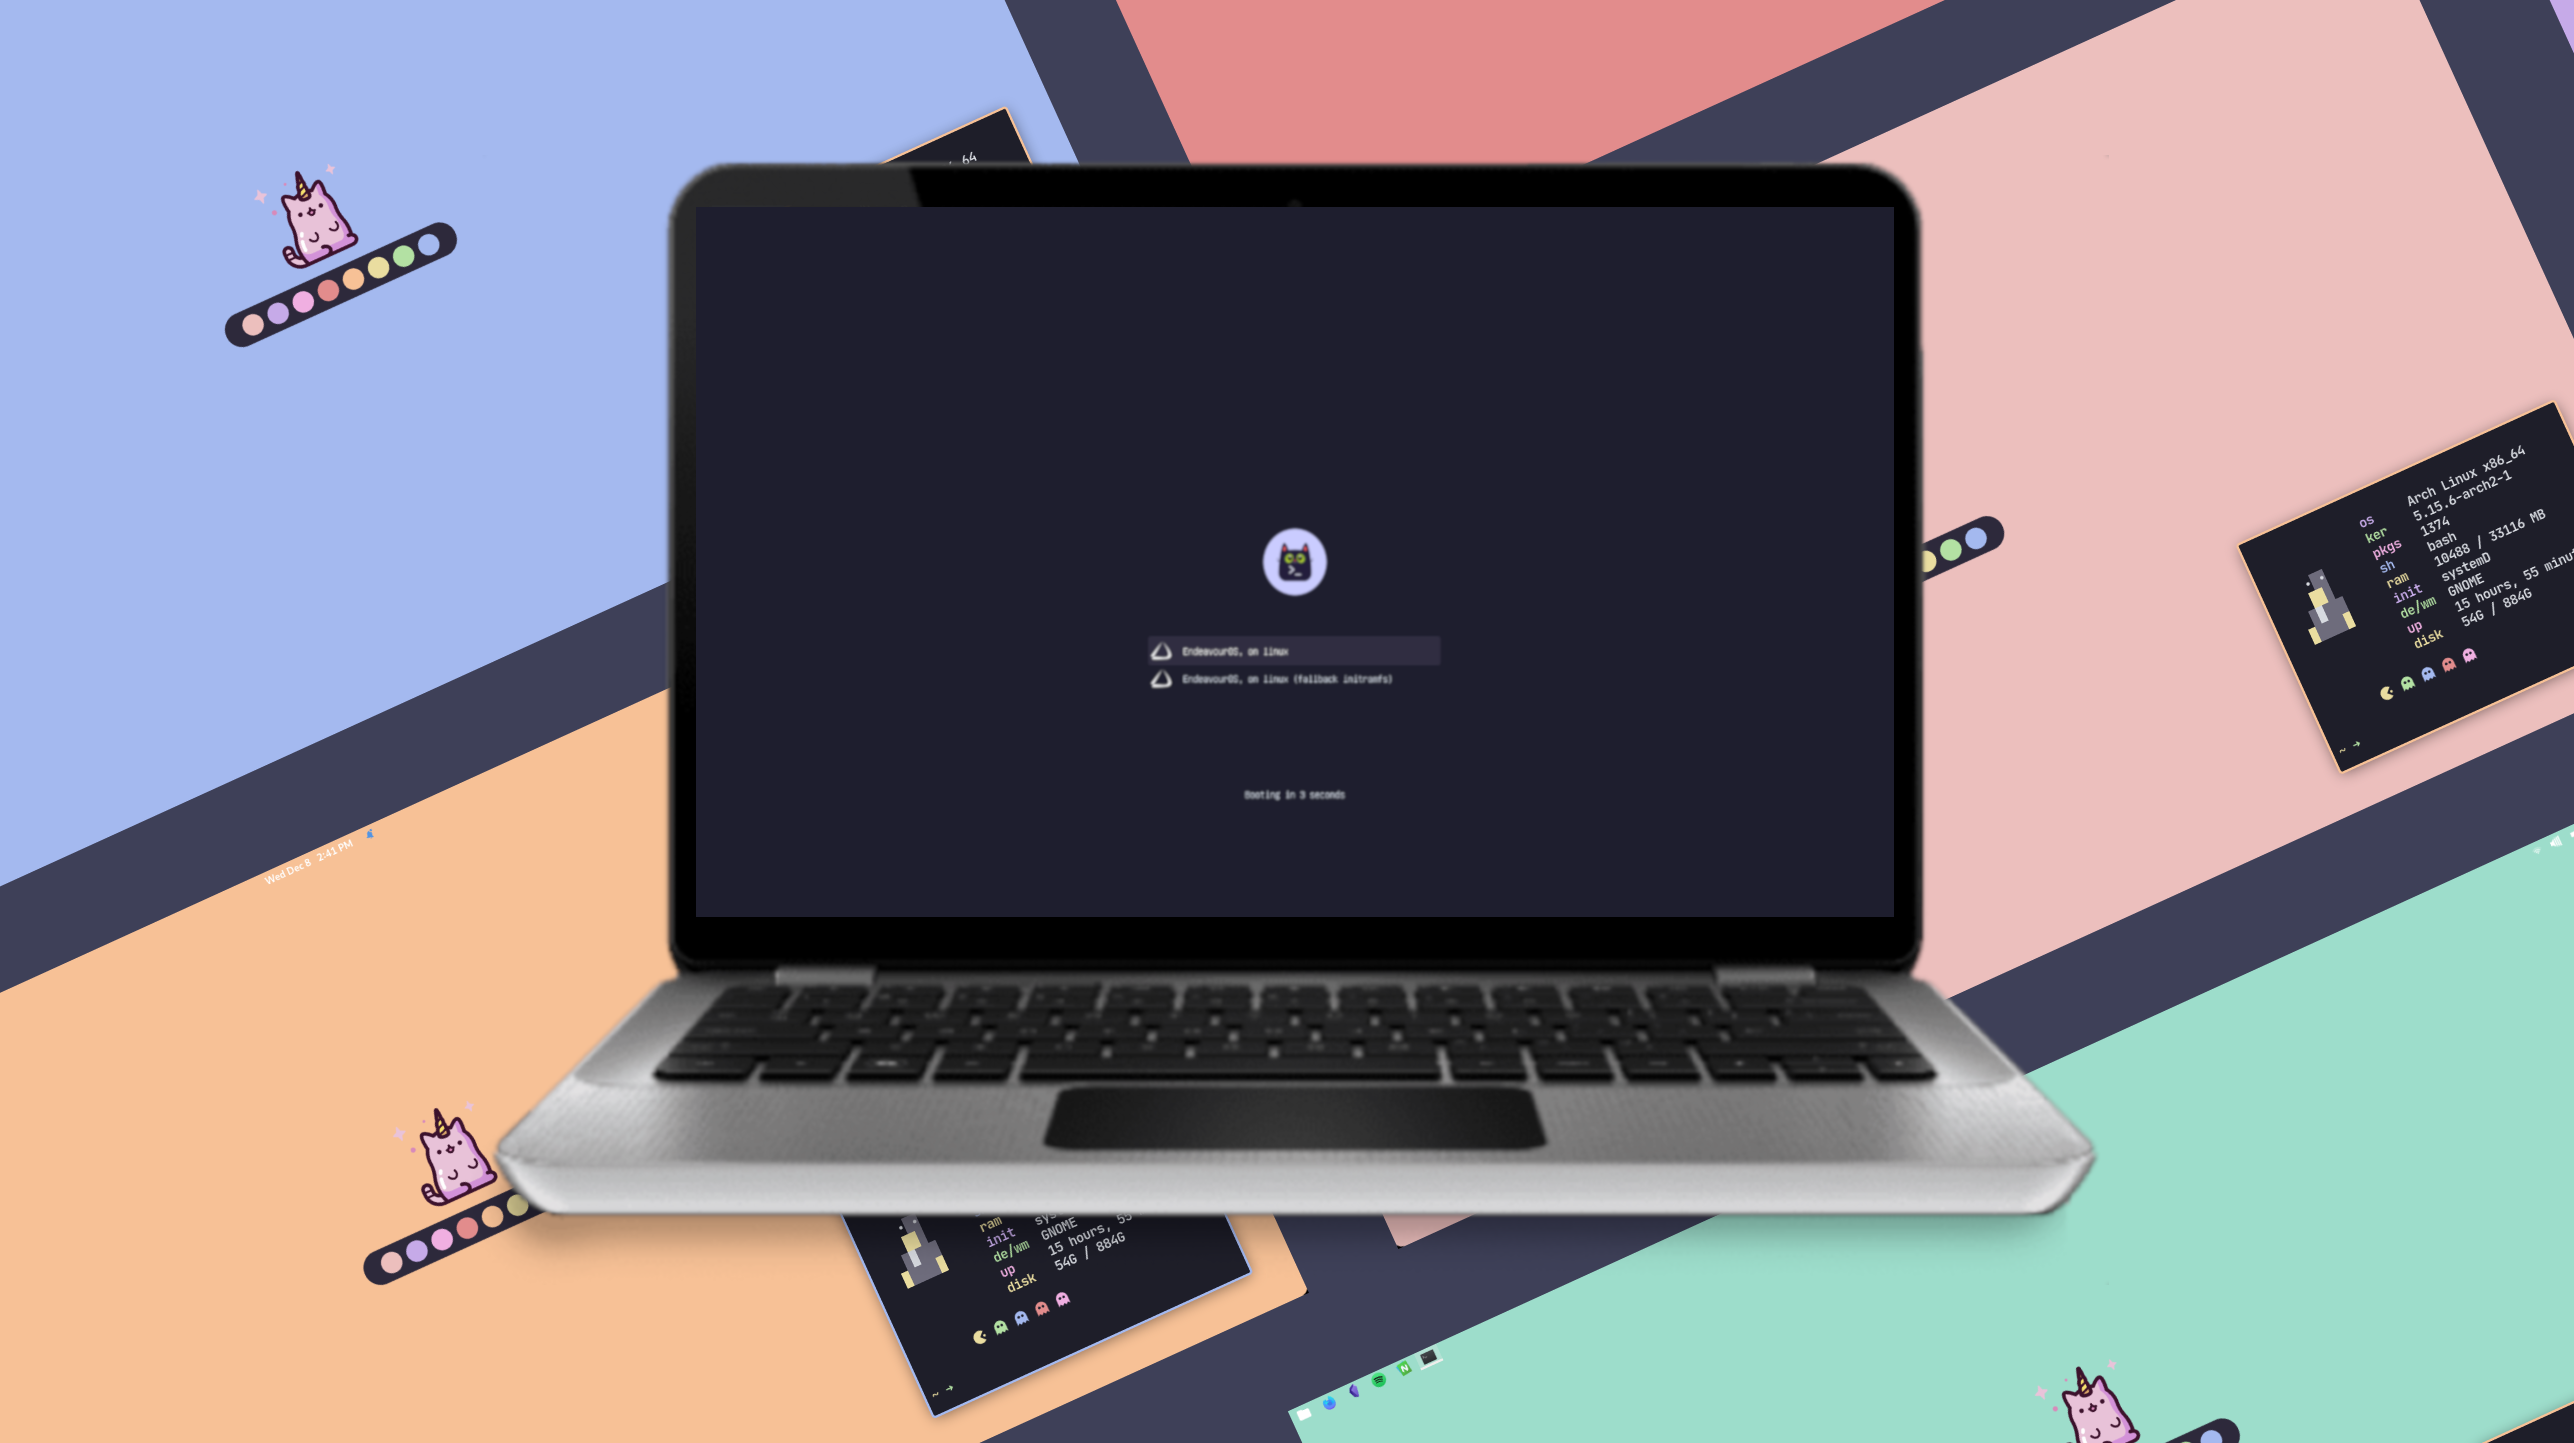 64
Arch Linux x86_64
os 5.15.6-arch2-1
ker 1374
pkgs bash
sh 10488 / 33116 MB
ram systemD
init GNOME
de/wm 15 hours, 55
up 54G / 884G
disk
~ →
EndeavourOS, on linux
EndeavourOS, on linux (fallback initramfs)
Booting in 3 seconds
Wed Dec 8 2:41 PM
ram
init GNOME
de/wm 15 hours, 55
up 54G / 884G
disk
~ →
N